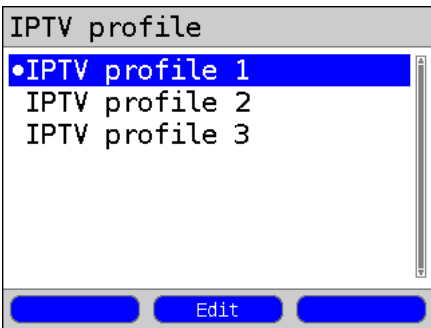 IPTV profile
•IPTV profile 1
IPTV profile 2
IPTV profile 3
Edit